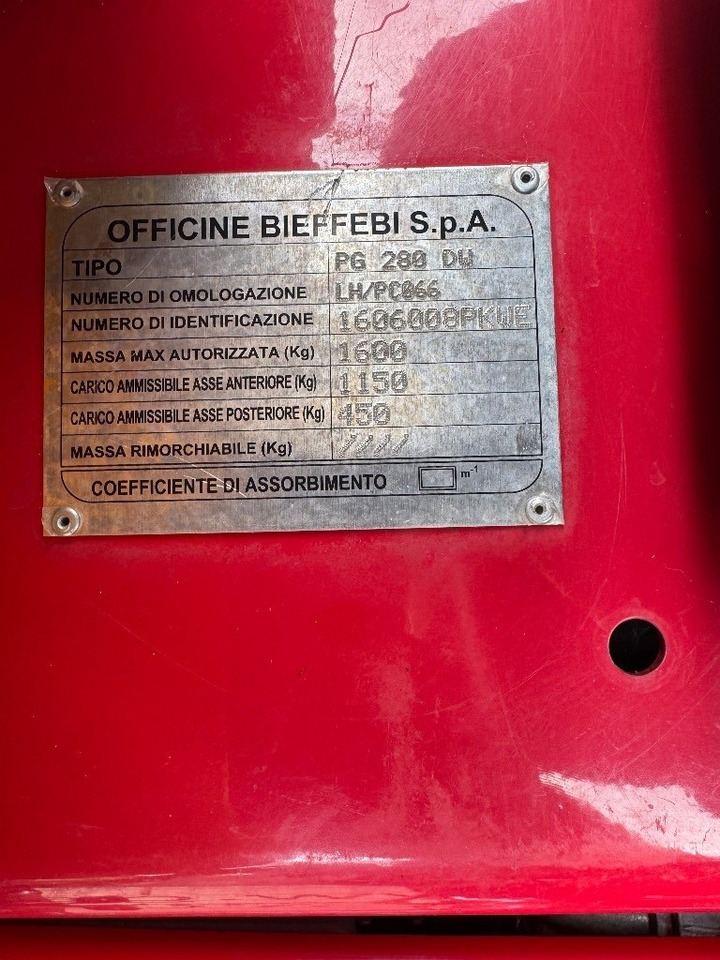 OFFICINE BIEFFEBI S.p.A.
TIPO PG 280 DW
NUMERO DI OMOLOGAZIONE LH/PC066
NUMERO DI IDENTIFICAZIONE 1606008PKWE
MASSA MAX AUTORIZZATA (Kg) 1600
CARICO AMMISSIBILE ASSE ANTERIORE (Kg) 1150
CARICO AMMISSIBILE ASSE POSTERIORE (Kg) 450
MASSA RIMORCHIABILE (Kg) ////
COEFFICIENTE DI ASSORBIMENTO m⁻¹